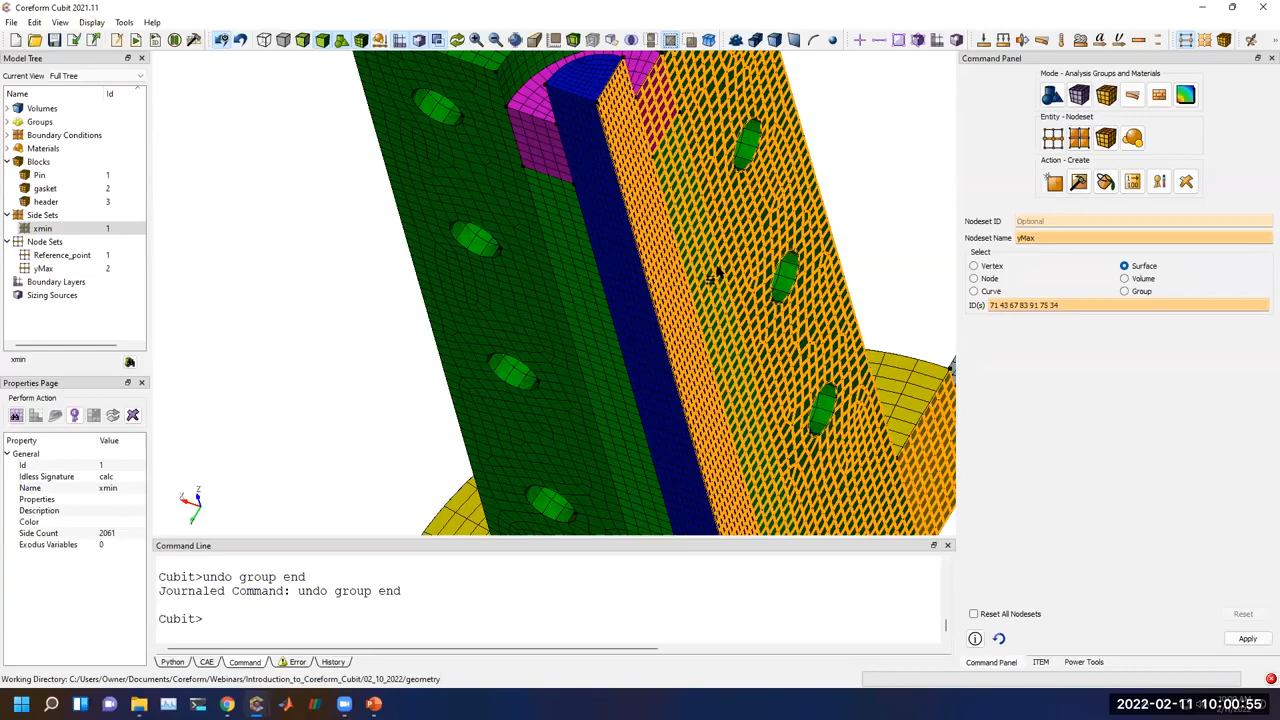 Coreform Cubit 2021.11
File Edit View Display Tools Help
Model Tree
Current View Full Tree
Name Id
Volumes
Groups
Boundary Conditions
Materials
Blocks
Pin 1
gasket 2
header 3
Side Sets
xmin 1
Node Sets
Reference_point 1
yMax 2
Boundary Layers
Sizing Sources
xmin
Properties Page
Perform Action
Property Value
General
Id 1
Idless Signature calc
Name xmin
Properties
Description
Color
Side Count 2061
Exodus Variables 0
Z
Command Line
Cubit>undo group end
Journaled Command: undo group end
Cubit>
Python CAE Command Error History
Command Panel
Mode - Analysis Groups and Materials
Entity - Nodeset
Action - Create
Nodeset ID Optional
Nodeset Name yMax
Select
Vertex Surface
Node Volume
Curve Group
ID(s) 71 43 67 83 91 75 34
Reset All Nodesets Reset
Apply
Command Panel ITEM Power Tools
Working Directory: C:/Users/Owner/Documents/Coreform/Webinars/Introduction_to_Coreform_Cubit/02_10_2022/geometry
2022-02-11 10:00:55